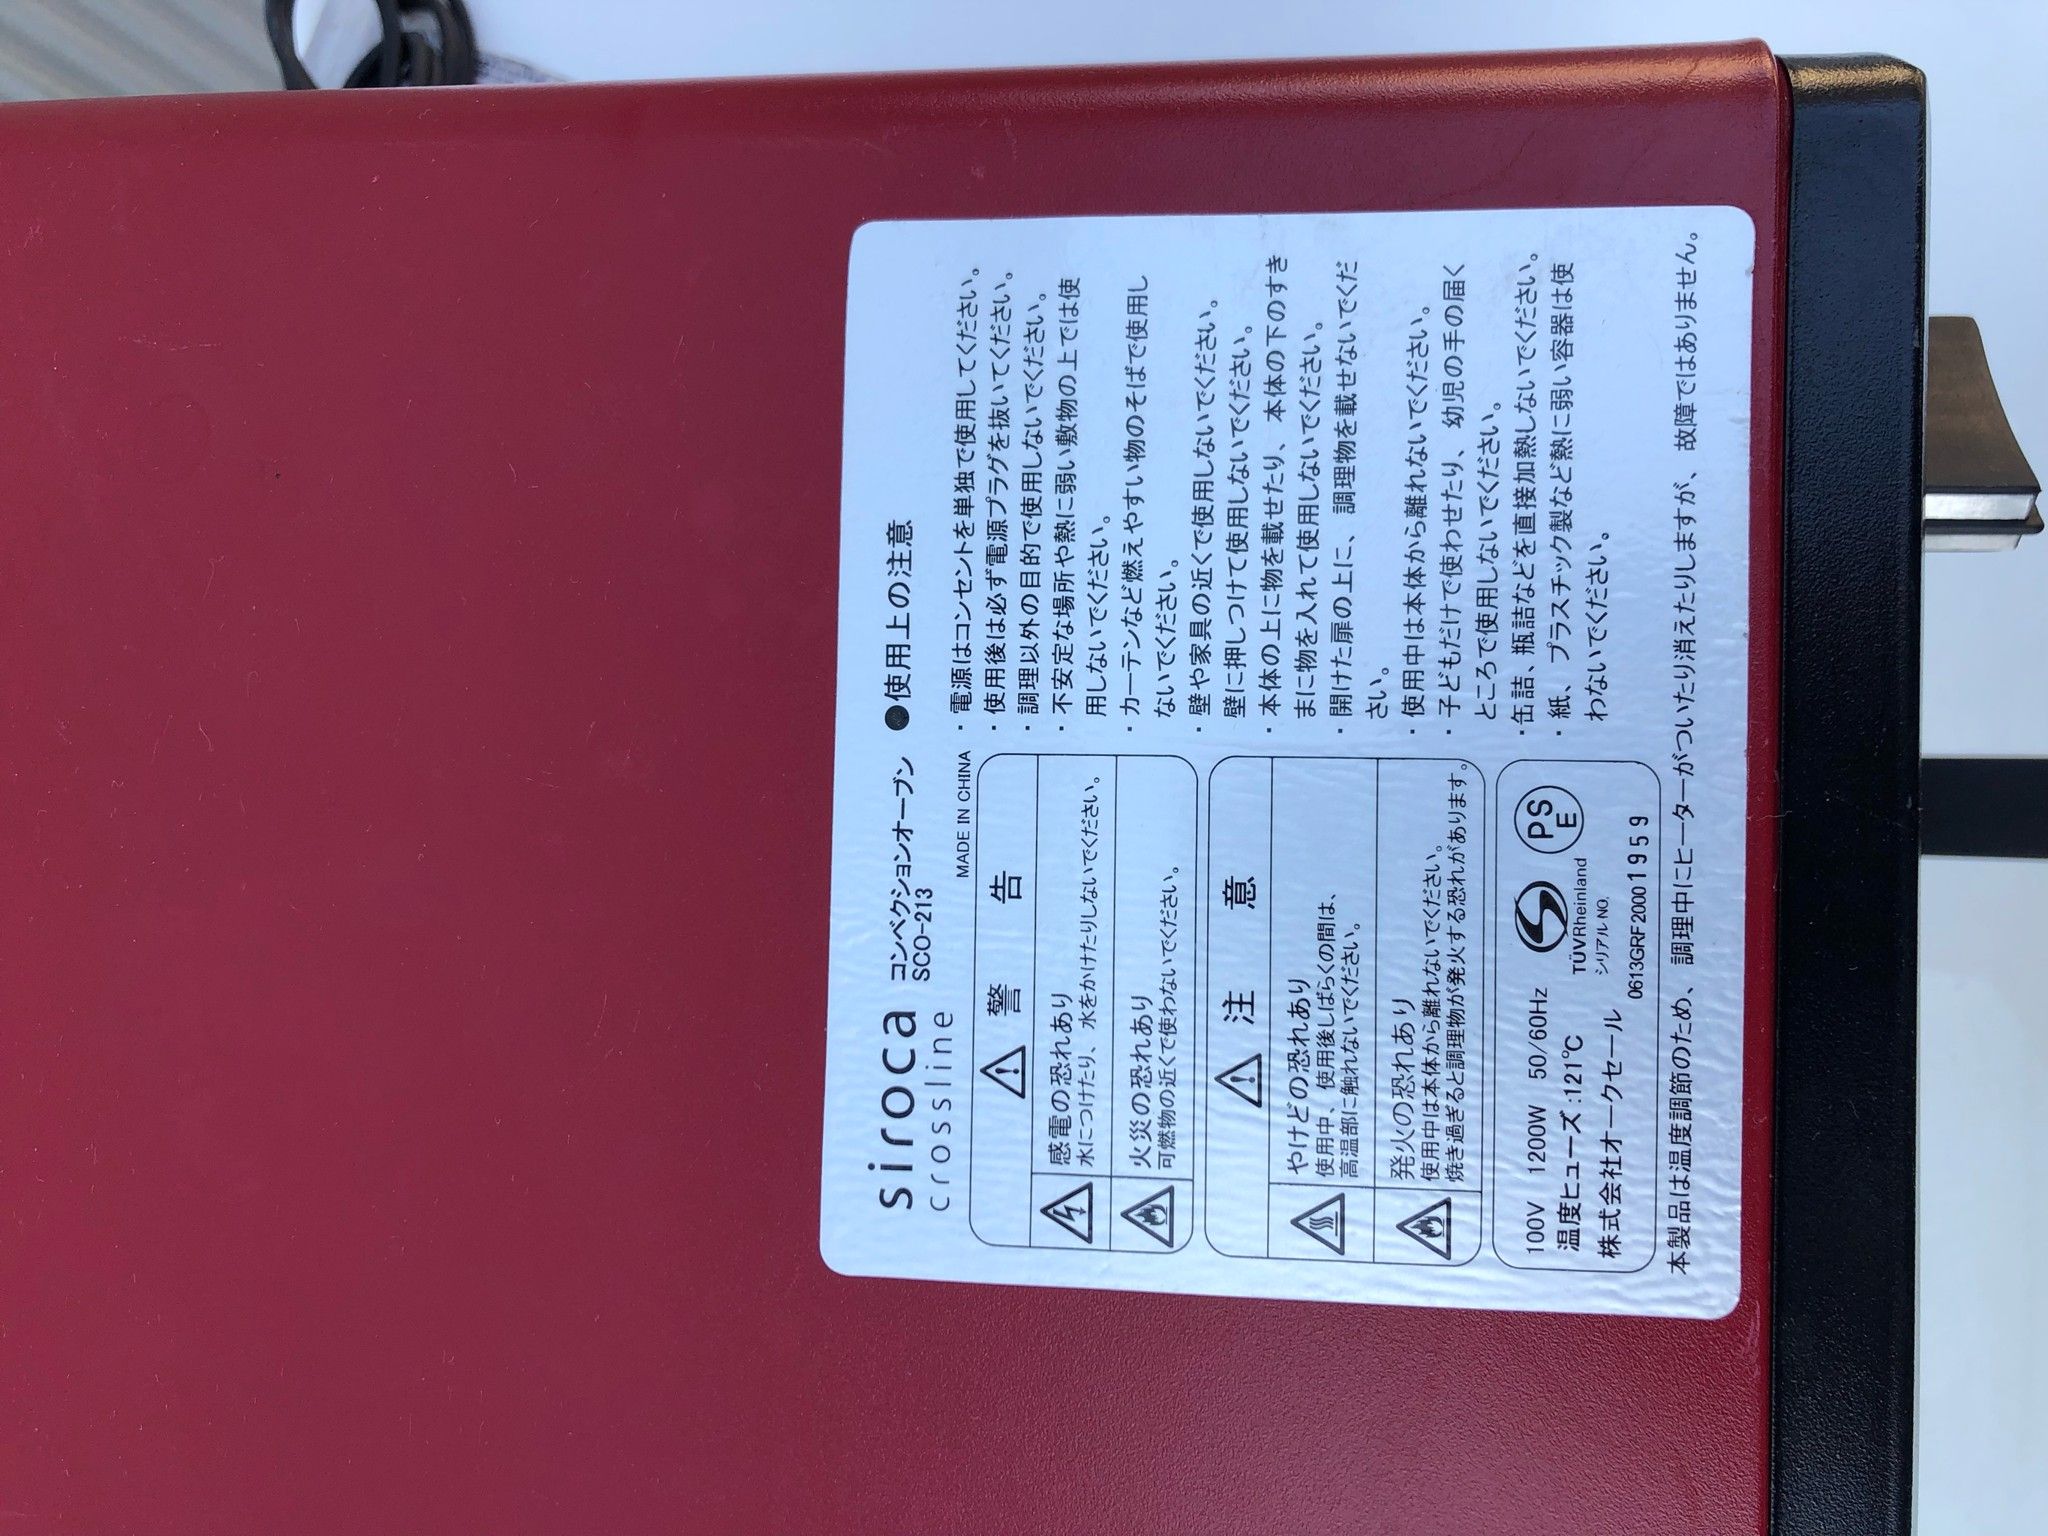 siroca
crossline
コンベクションオーブン
SCO-213
MADE IN CHINA
警告
感電の恐れあり
水につけたり、水をかけたりしないでください。
火災の恐れあり
可燃物の近くで使わないでください。
注意
やけどの恐れあり
使用中、使用後しばらくの間は、
高温部に触れないでください。
発火の恐れあり
使用中は本体から離れないでください。
焼き過ぎると調理物が発火する恐れがあります。
100V 1200W 50/60Hz
温度ヒューズ:121℃
株式会社オークセール
TÜVRheinland
PS
E
シリアルNO.
0613GRF20001959
●使用上の注意
・電源はコンセントを単独で使用してください。
・使用後は必ず電源プラグを抜いてください。
・調理以外の目的で使用しないでください。
・不安定な場所や熱に弱い敷物の上では使
用しないでください。
・カーテンなど燃えやすい物のそばで使用し
ないでください。
・壁や家具の近くで使用しないでください。
壁に押しつけて使用しないでください。
・本体の上に物を載せたり、本体の下のすき
まに物を入れて使用しないでください。
・開けた扉の上に、調理物を載せないでくだ
さい。
・使用中は本体から離れないでください。
・子どもだけで使わせたり、幼児の手の届く
ところで使用しないでください。
・缶詰、瓶詰などを直接加熱しないでください。
・紙、プラスチック製など熱に弱い容器は使
わないでください。
本製品は温度調節のため、調理中にヒーターがついたり消えたりしますが、故障ではありません。